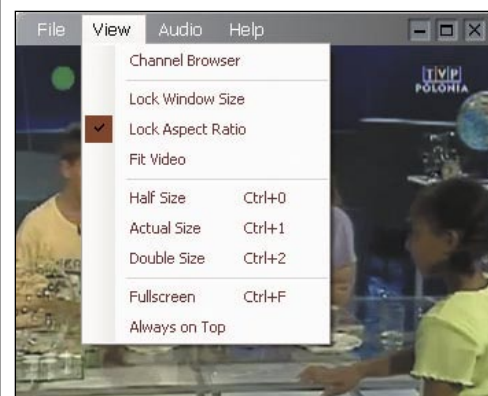 File View Audio Help
TVP
POLONIA
Channel Browser
Lock Window Size
Lock Aspect Ratio
Fit Video
Half Size Ctrl+0
Actual Size Ctrl+1
Double Size Ctrl+2
Fullscreen Ctrl+F
Always on Top